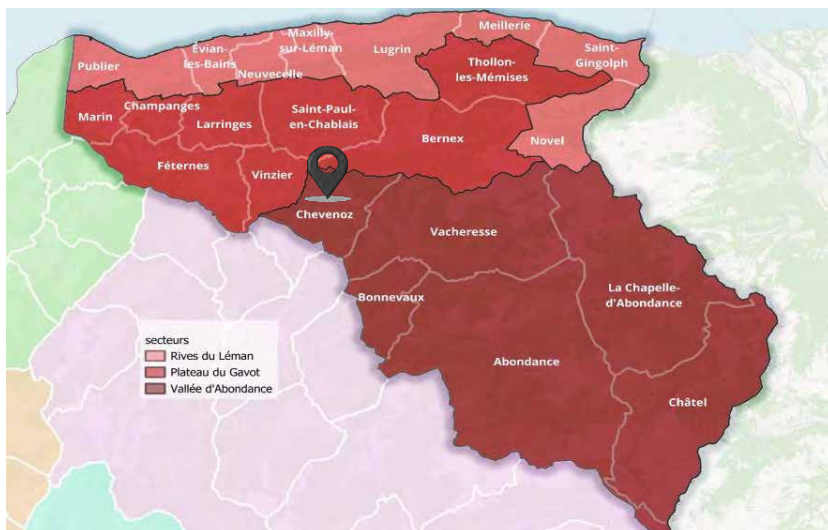 Publier
Évian-
les-Bains
Neuvecelle
Maxilly-
sur-Léman
Lugrin
Meillerie
Saint-
Gingolph
Thollon-
les-Mémises
Marin
Champanges
Larringes
Saint-Paul-
en-Chablais
Bernex
Novel
Féternes
Vinzier
Chevenoz
Vacheresse
La Chapelle-
d'Abondance
Bonnevaux
Abondance
Châtel
secteurs
Rives du Léman
Plateau du Gavot
Vallée d'Abondance